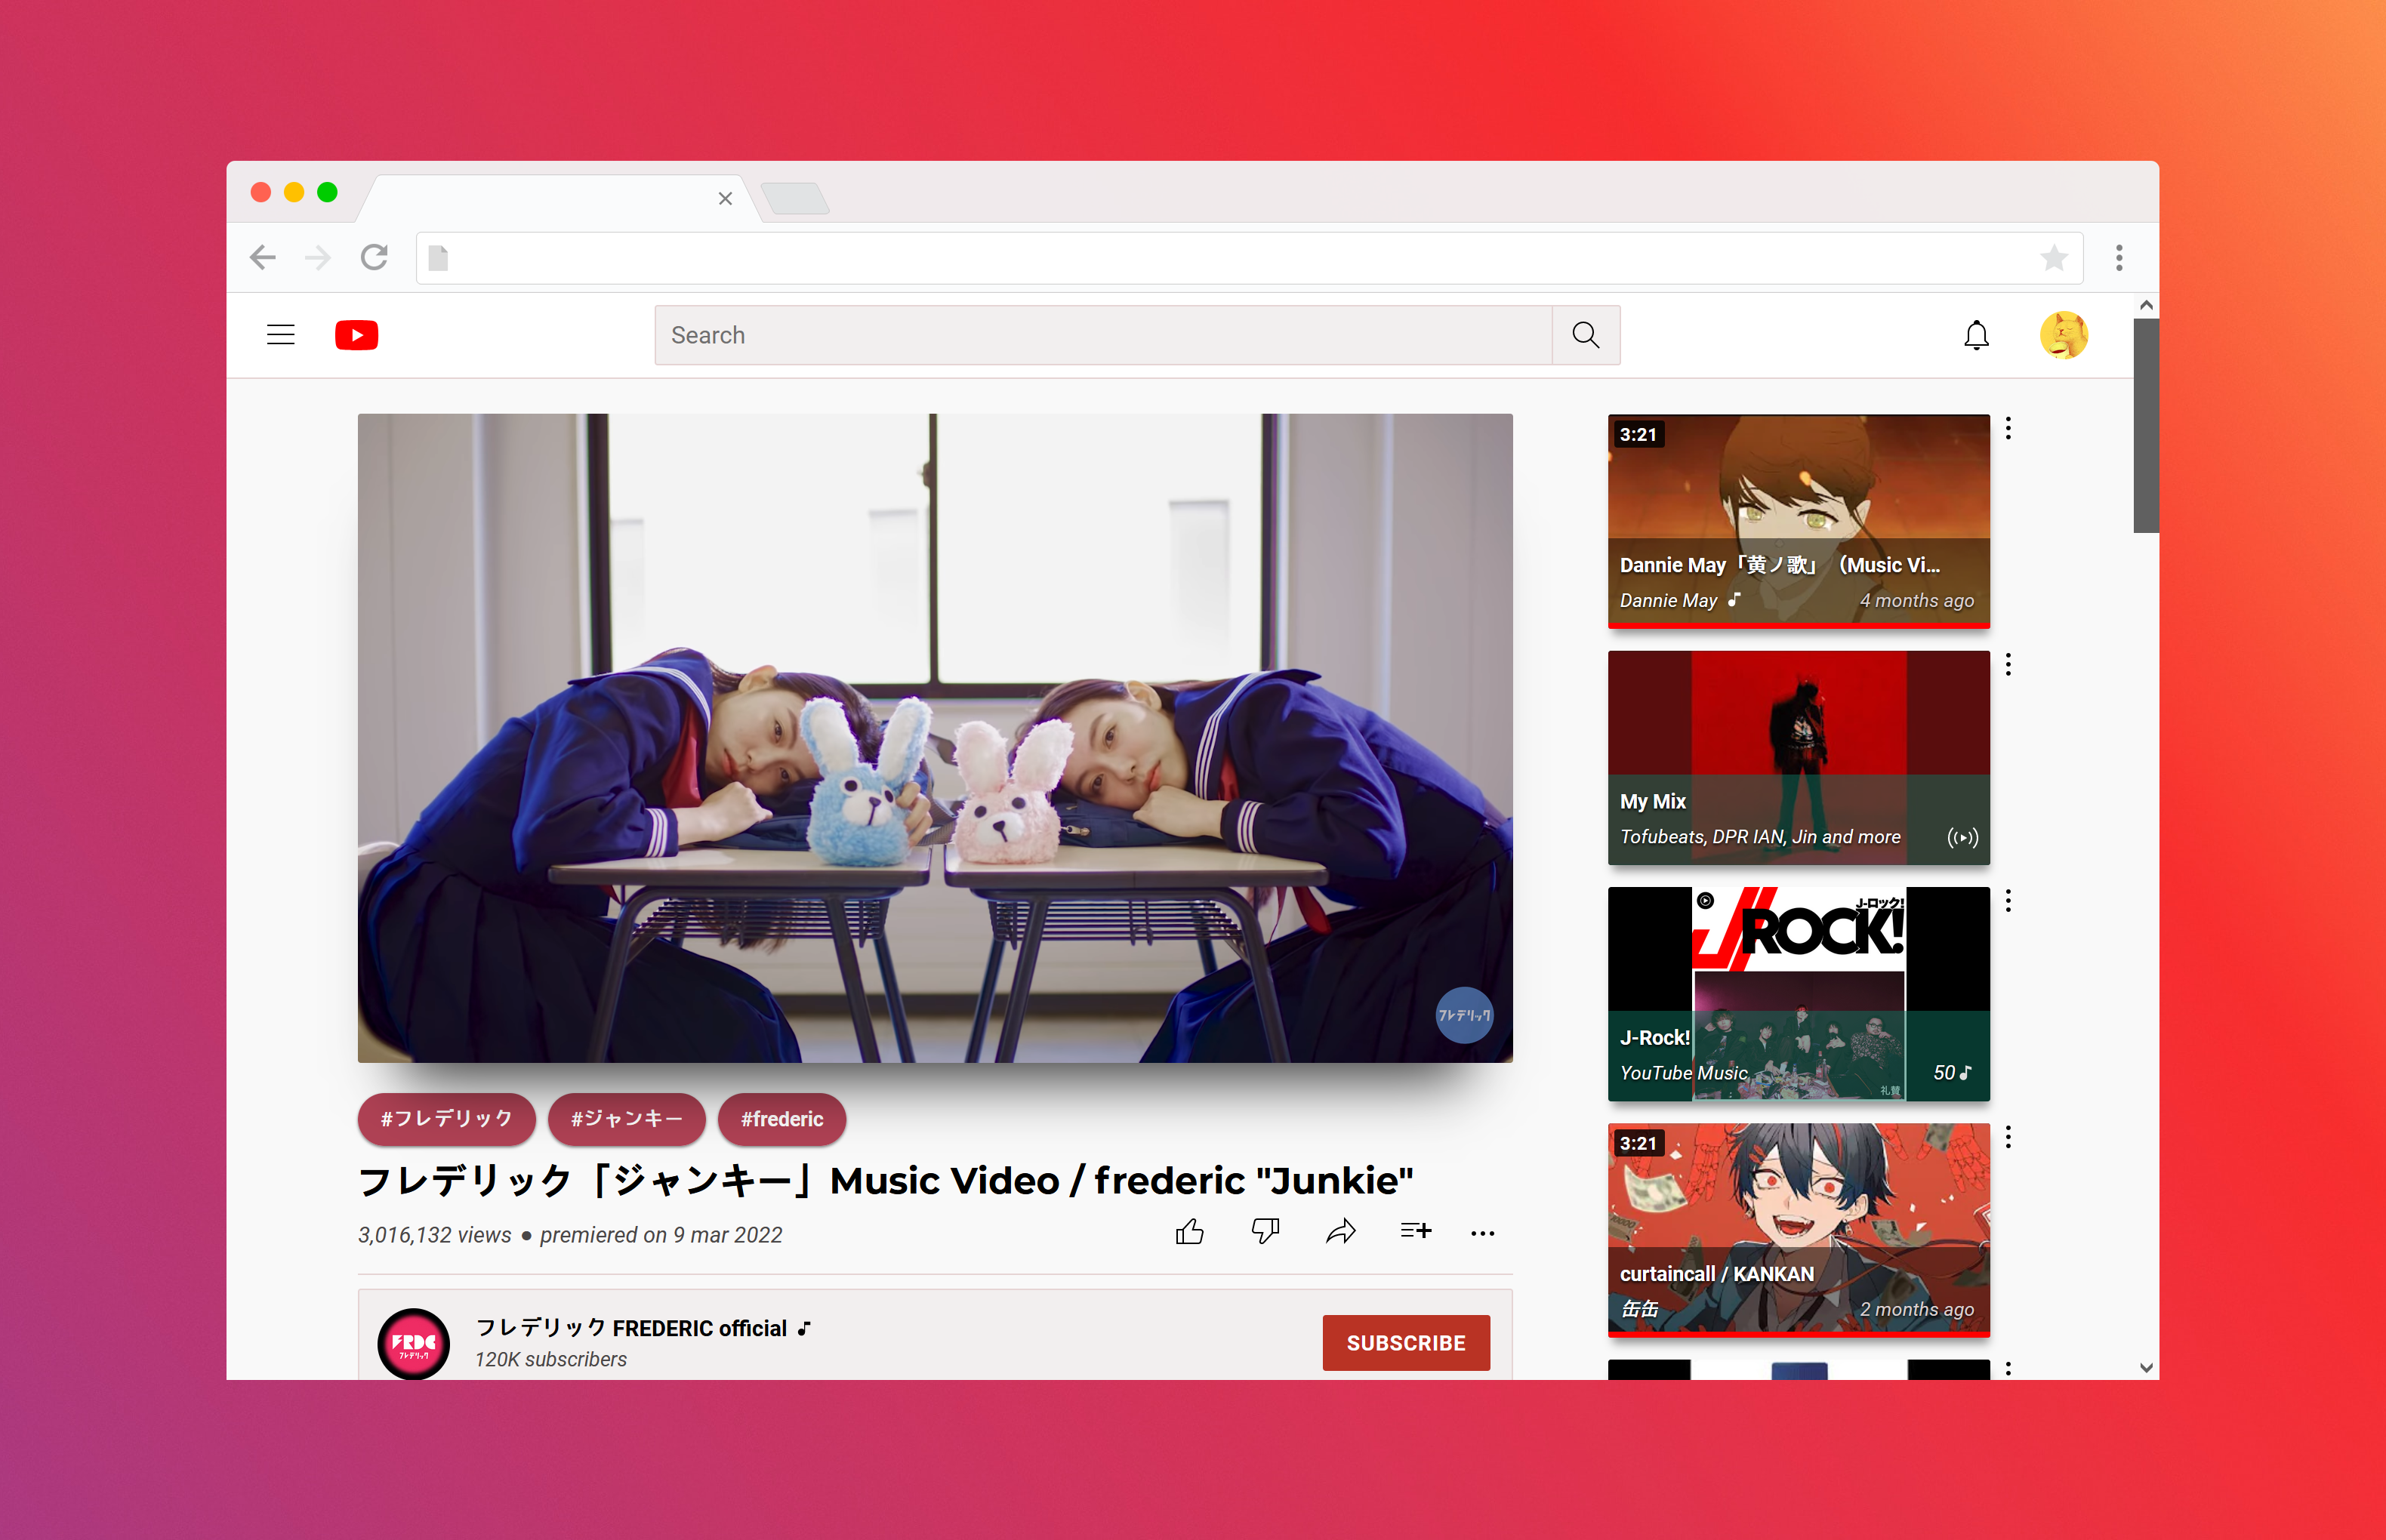 Search
フレデリック
#フレデリック
#ジャンキー
#frederic
フレデリック「ジャンキー」Music Video / frederic "Junkie"
3,016,132 views ● premiered on 9 mar 2022
FRDC
フレデリック
フレデリック FREDERIC official
120K subscribers
SUBSCRIBE
3:21
Dannie May「黄ノ歌」（Music Vi...
Dannie May
4 months ago
My Mix
Tofubeats, DPR IAN, Jin and more
J-ロック!
J-ROCK!
J-Rock!
YouTube Music
50
礼賛
3:21
curtaincall / KANKAN
缶缶
2 months ago